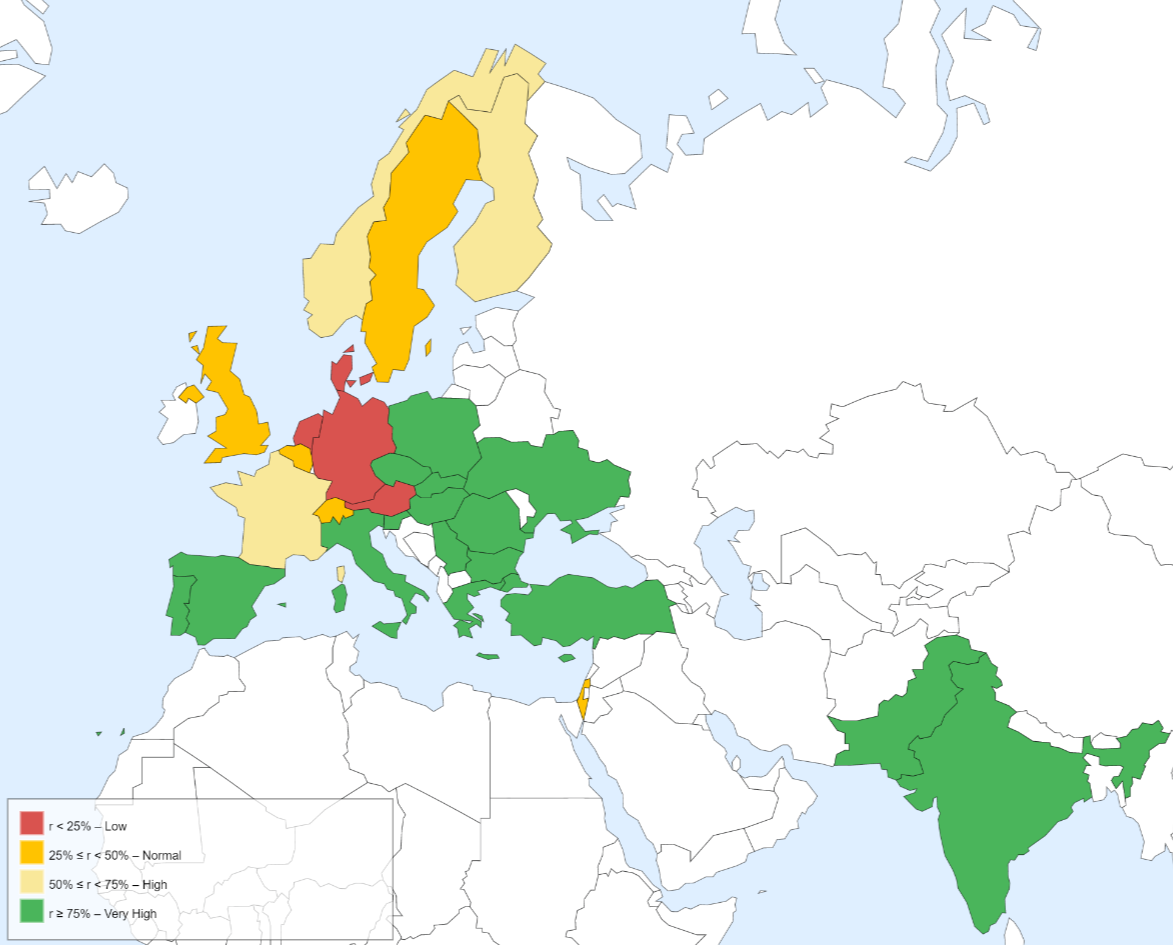 r < 25% – Low
25% ≤ r < 50% – Normal
50% ≤ r < 75% – High
r ≥ 75% – Very High